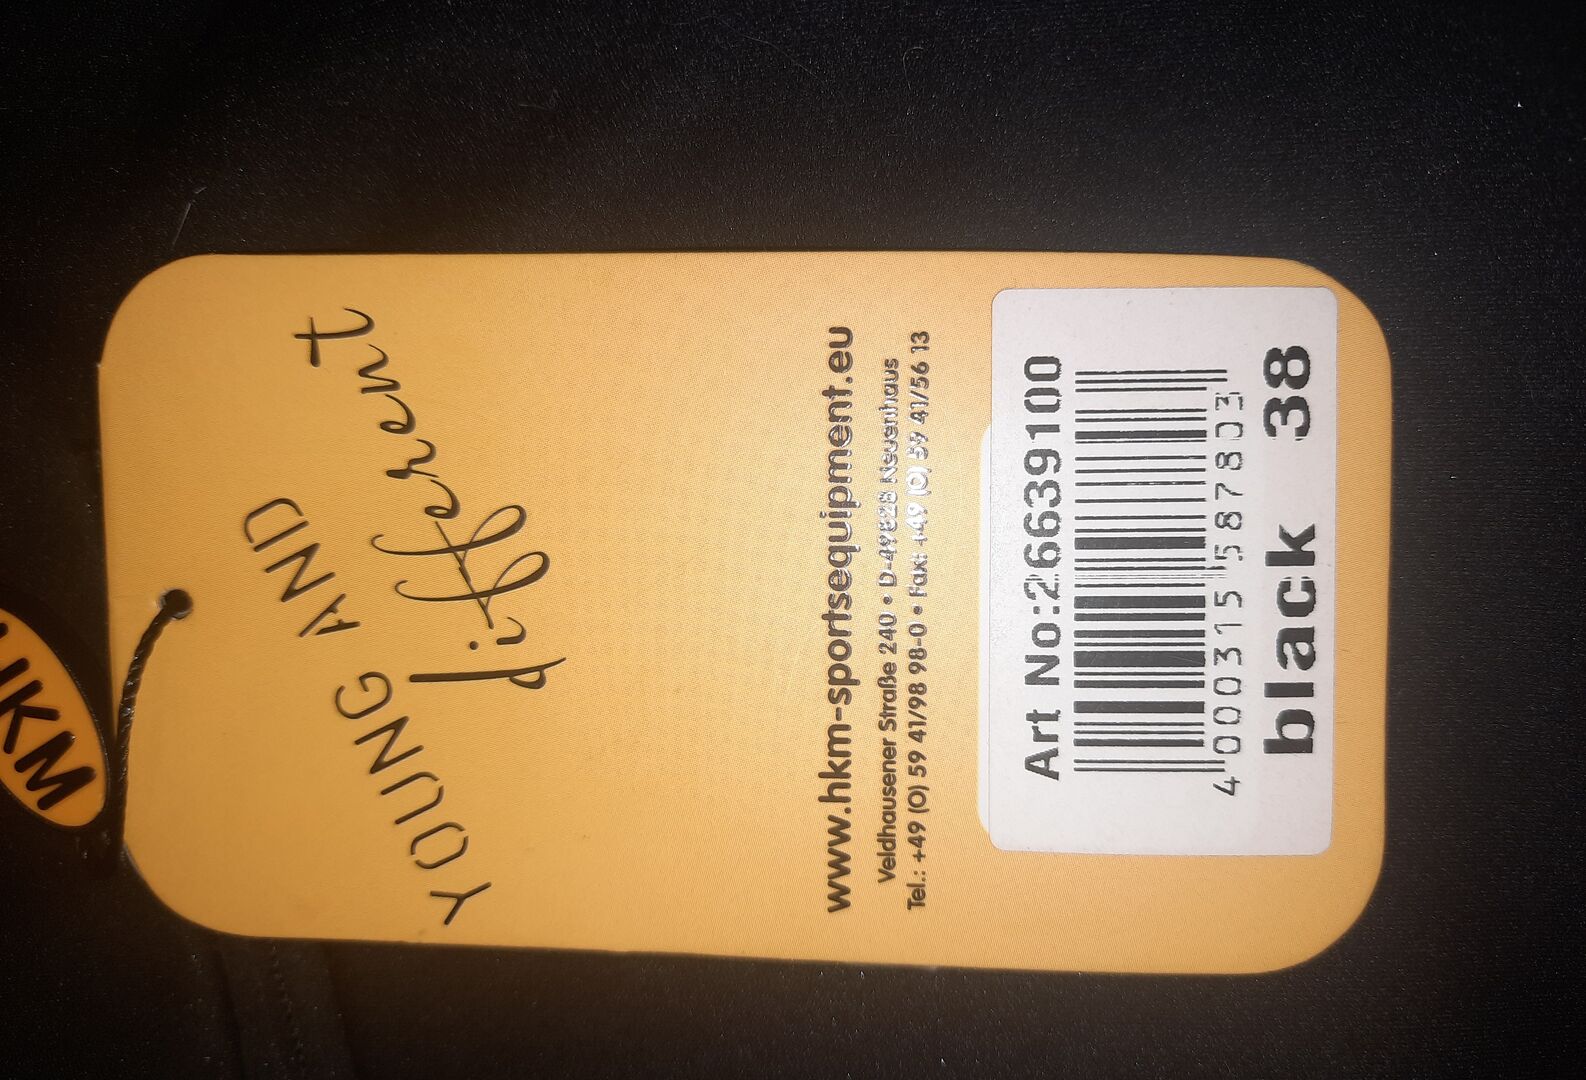 HKM
YOUNG AND
different
www.hkm-sportsequipment.eu
Veldhausener Straße 240 • D-49828 Neuenhaus
Tel.: +49 (0) 59 41/98 98-0 • Fax: +49 (0) 59 41/56 13
Art No:26639100
4 000315 587803
black 38